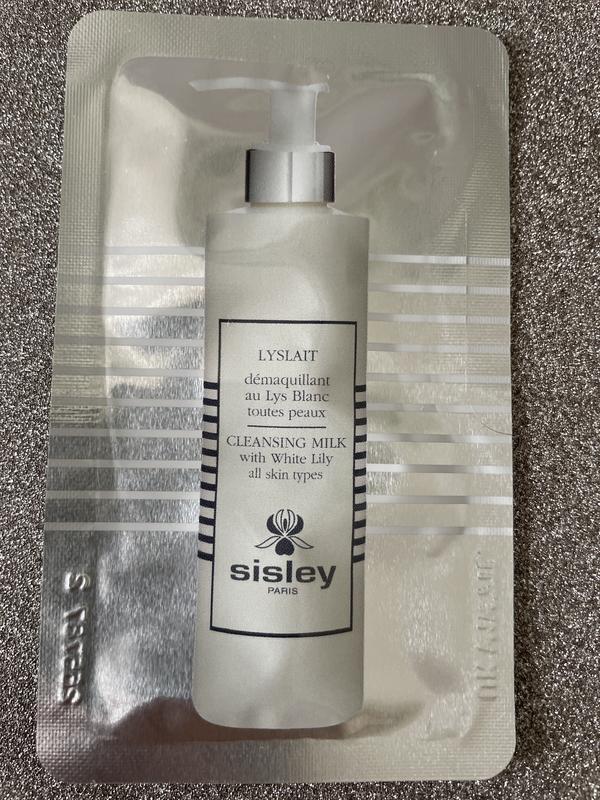 LYSLAIT
démaquillant
au Lys Blanc
toutes peaux
CLEANSING MILK
with White Lily
all skin types
sisley
PARIS